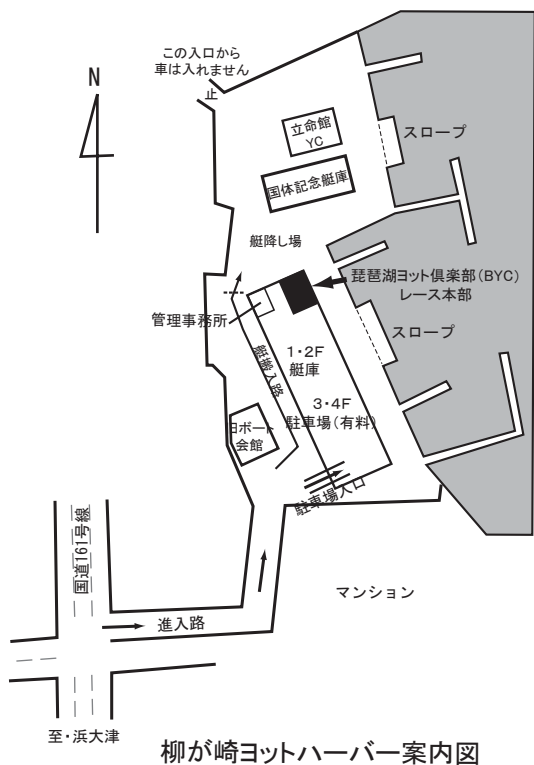 この入口から
車は入れません
止
N
立命館
YC
スロープ
国体記念艇庫
艇降し場
琵琶湖ヨット倶楽部(BYC)
レース本部
管理事務所
スロープ
艇搬入路
1・2F
艇庫
3・4F
駐車場(有料)
旧ボート
会館
駐車場入口
国道161号線
マンション
進入路
至・浜大津
柳が崎ヨットハーバー案内図